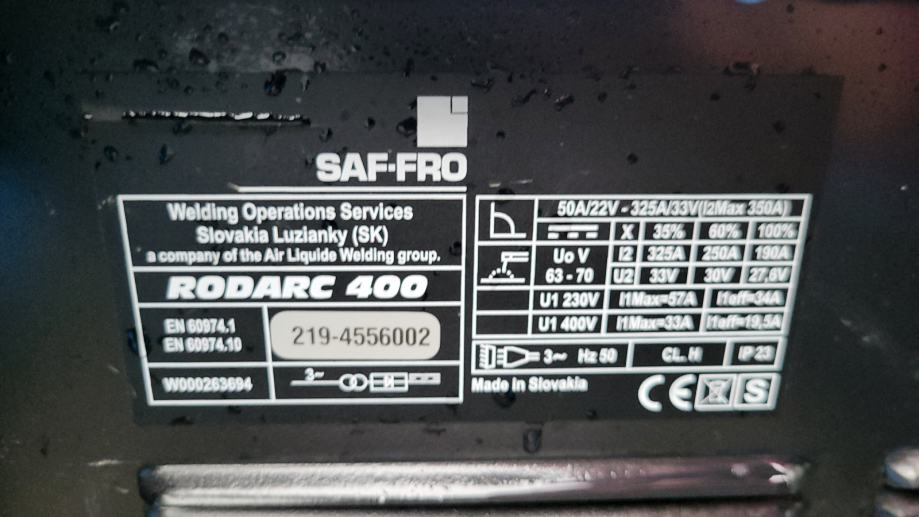 SAF-FRO
Welding Operations Services
Slovakia Luzianky (SK)
a company of the Air Liquide Welding group.
RODARC 400
EN 60974.1
EN 60974.10
219-4556002
W000263694
3~
50A/22V - 325A/33V(I2Max 350A)
X 35% 60% 100%
Uo V I2 325A 250A 190A
63 - 70 U2 33V 30V 27,6V
U1 230V I1Max=57A I1eff=34A
U1 400V I1Max=33A I1eff=19,5A
3~ Hz 50 CL. H IP 23
Made in Slovakia
CE S